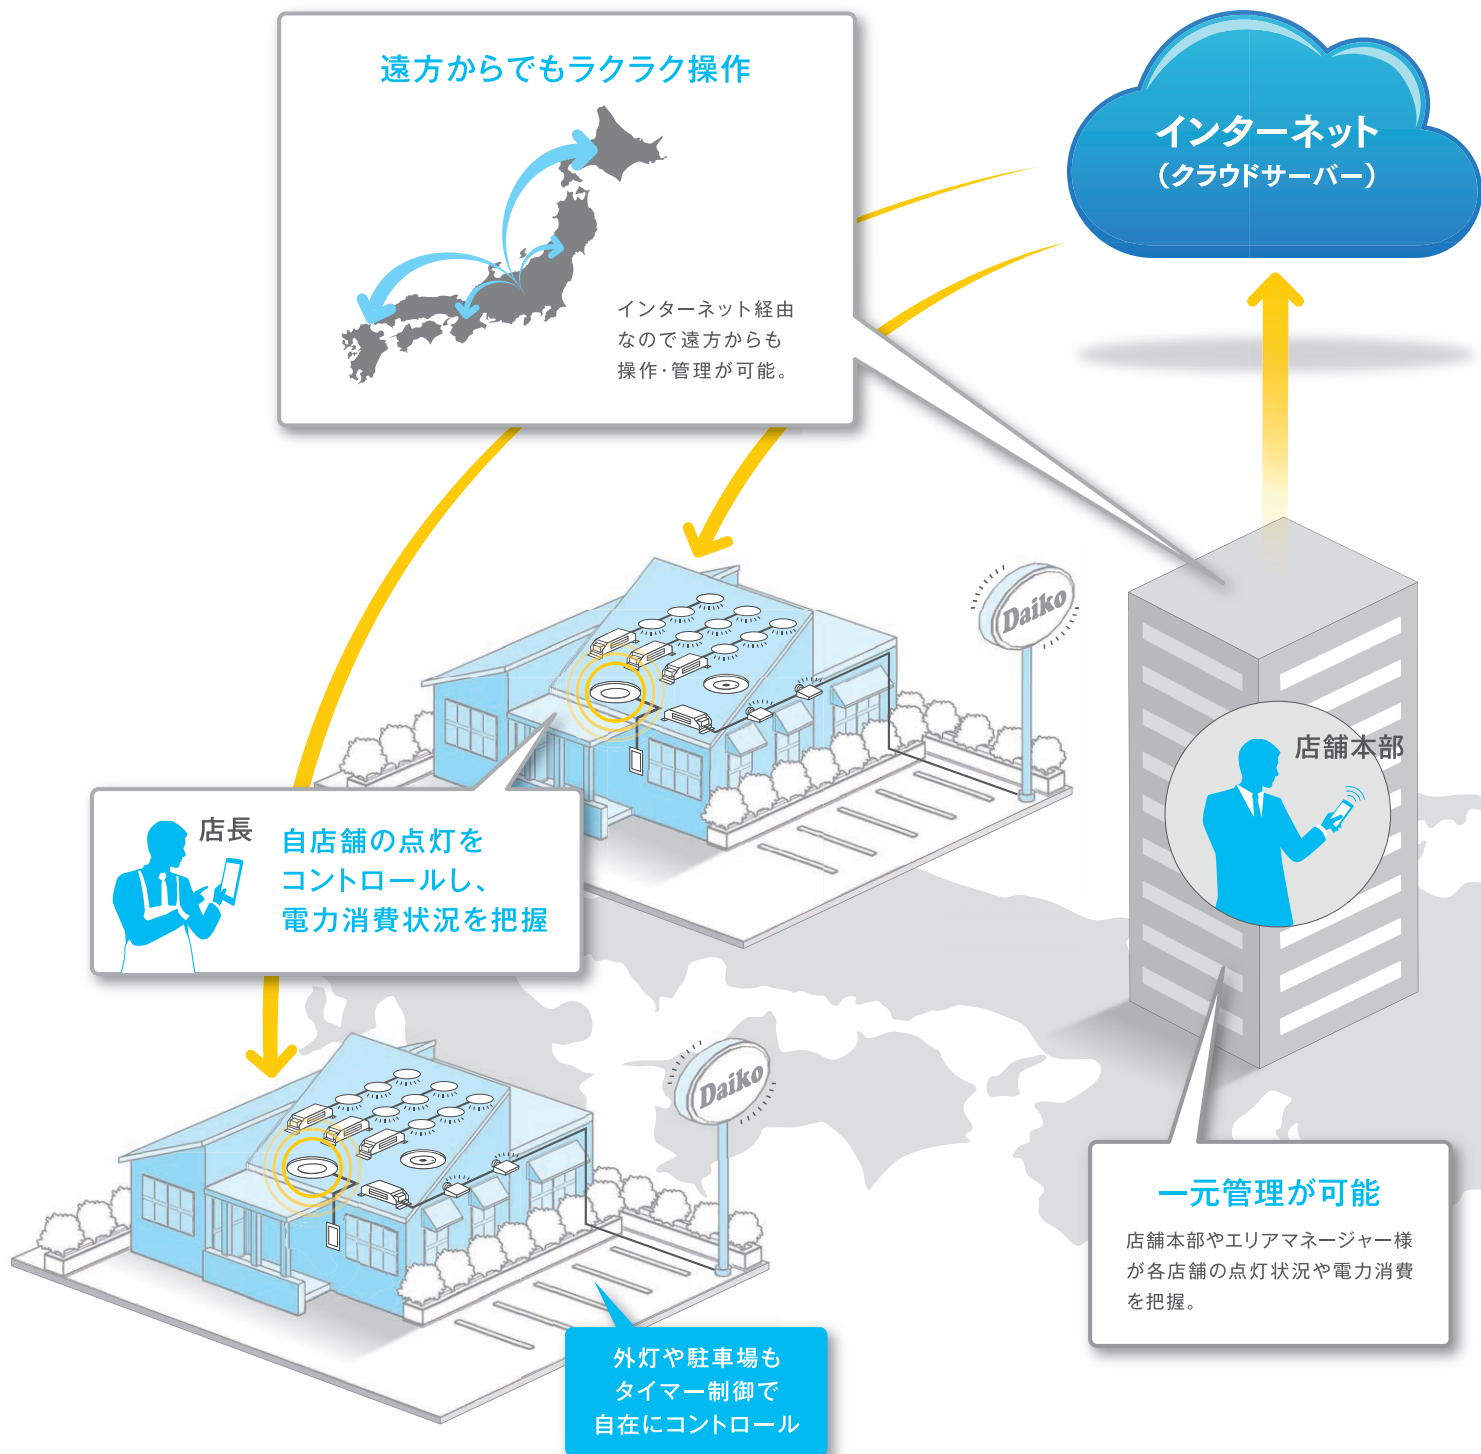 遠方からでもラクラク操作
インターネット経由
なので遠方からも
操作・管理が可能。
インターネット
（クラウドサーバー）
Daiko
店舗本部
店長
自店舗の点灯を
コントロールし、
電力消費状況を把握
Daiko
一元管理が可能
店舗本部やエリアマネージャー様
が各店舗の点灯状況や電力消費
を把握。
外灯や駐車場も
タイマー制御で
自在にコントロール